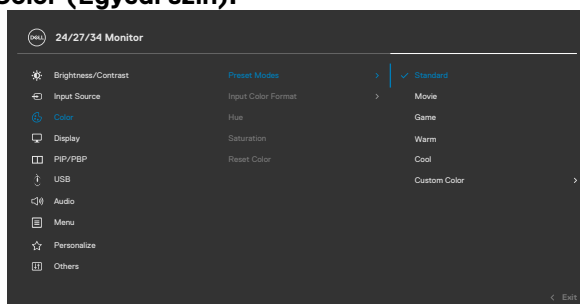 Color (Egyéni szín).
DELL 24/27/34 Monitor
Brightness/Contrast Preset Modes > ✓ Standard
Input Source Input Color Format > Movie
Color Hue Game
Display Saturation Warm
PIP/PBP Reset Color Cool
USB Custom Color >
Audio
Menu
Personalize
Others
< Exit